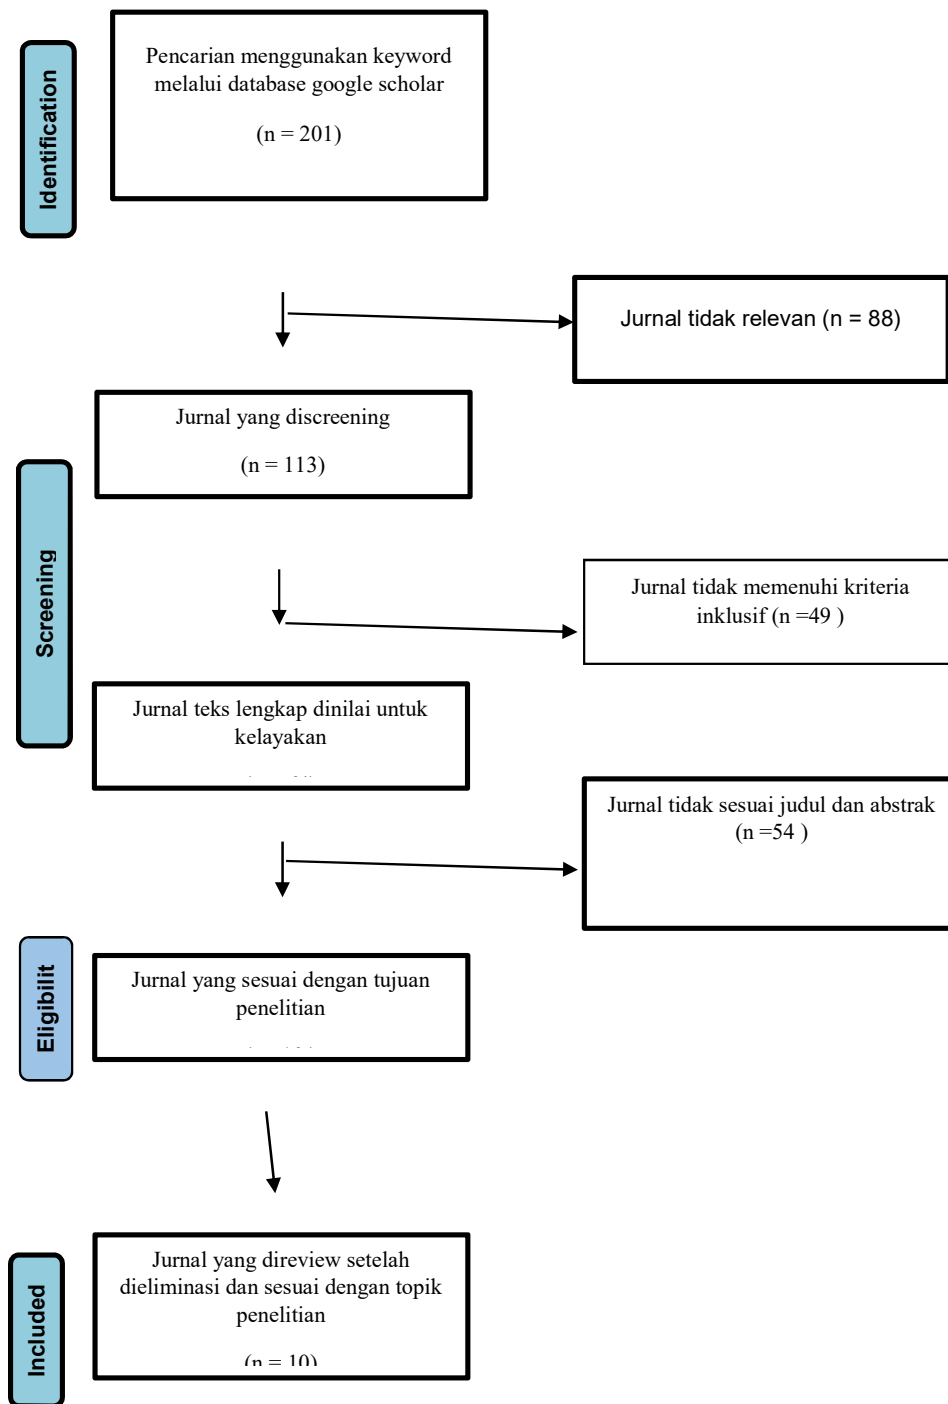 Identification
Pencarian menggunakan keyword
melalui database google scholar
(n = 201)
Jurnal tidak relevan (n = 88)
Jurnal yang discreening
(n = 113)
Screening
Jurnal tidak memenuhi kriteria
inklusif (n =49 )
Jurnal teks lengkap dinilai untuk
kelayakan
Jurnal tidak sesuai judul dan abstrak
(n =54 )
Eligibilit
Jurnal yang sesuai dengan tujuan
penelitian
Included
Jurnal yang direview setelah
dieliminasi dan sesuai dengan topik
penelitian
(n = 10)